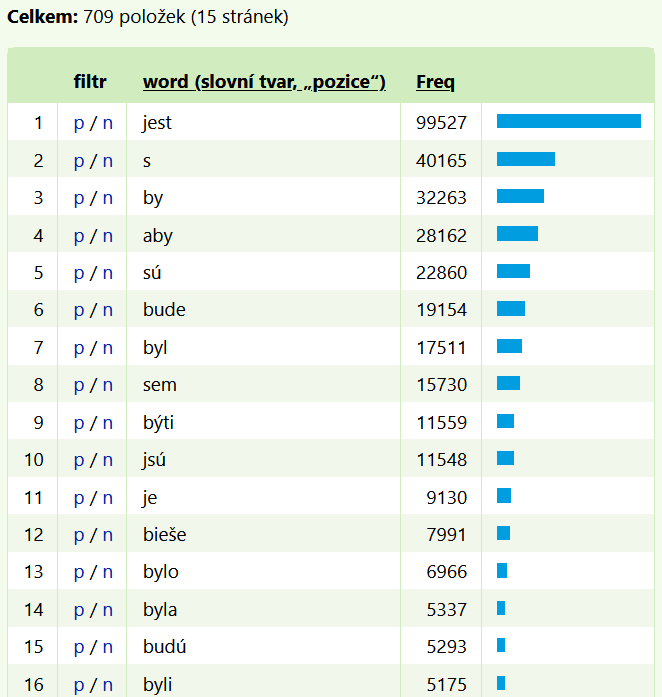 Celkem: 709 položek (15 stránek)
filtr word (slovní tvar, „pozice“) Freq
1 p / n jest 99527
2 p / n s 40165
3 p / n by 32263
4 p / n aby 28162
5 p / n sú 22860
6 p / n bude 19154
7 p / n byl 17511
8 p / n sem 15730
9 p / n býti 11559
10 p / n jsú 11548
11 p / n je 9130
12 p / n bieše 7991
13 p / n bylo 6966
14 p / n byla 5337
15 p / n budú 5293
16 p / n byli 5175